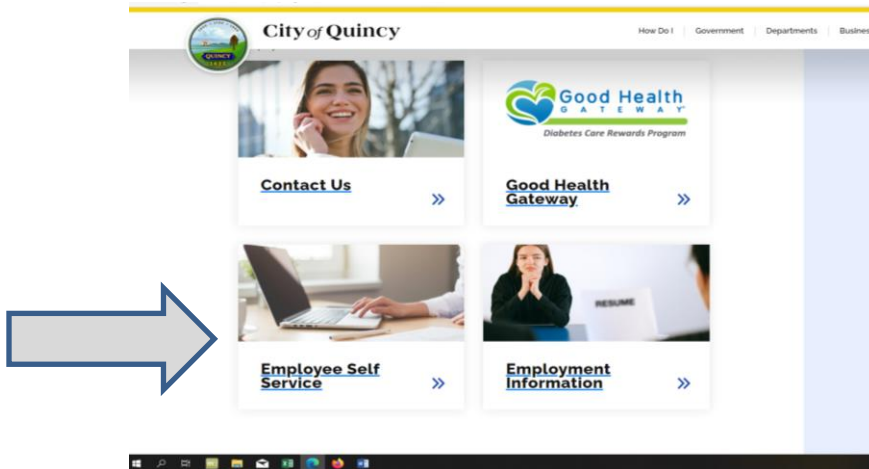 City of Quincy
How Do I
Government
Departments
QUINCY
Good Health
GATEWAY
Diabetes Care Rewards Program
Contact Us
Good Health
Gateway
RESUME
Employee Self
Service
Employment
Information